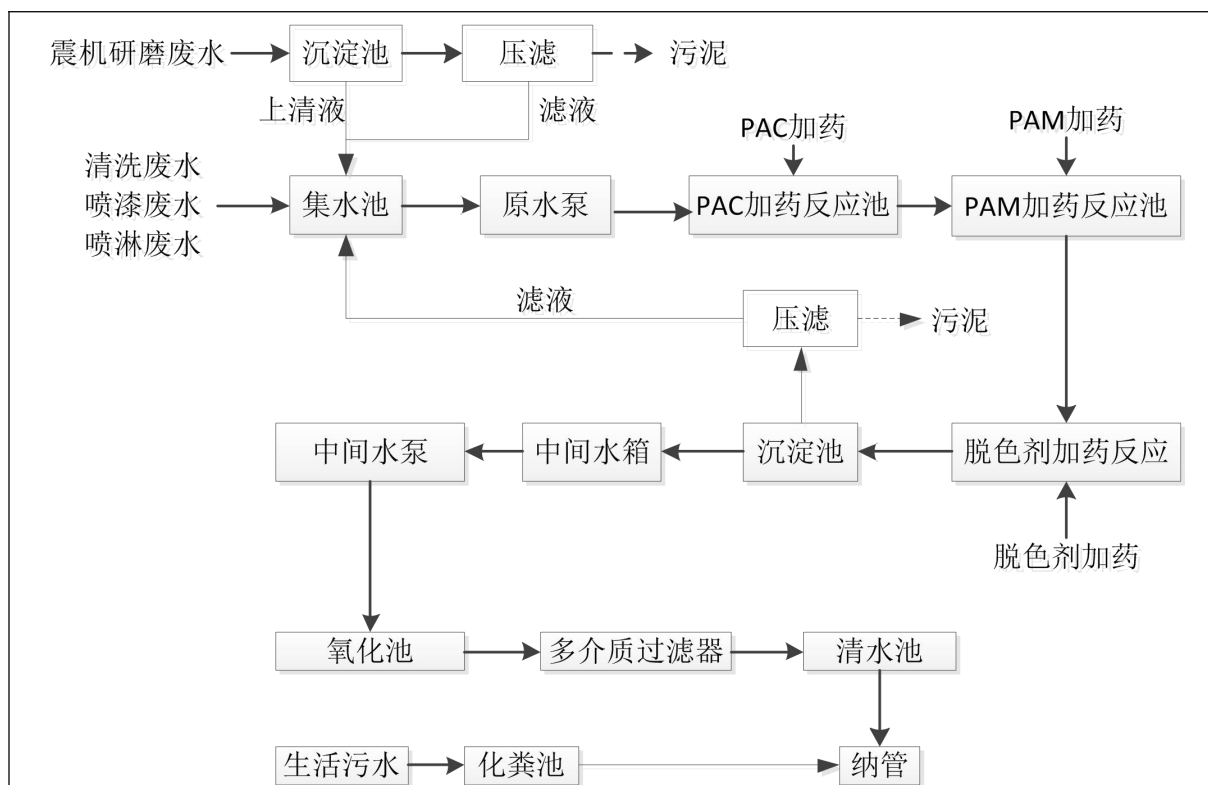 震机研磨废水
沉淀池
压滤
污泥
上清液
滤液
PAC加药
PAM加药
清洗废水
喷漆废水
喷淋废水
集水池
原水泵
PAC加药反应池
PAM加药反应池
滤液
压滤
污泥
中间水泵
中间水箱
沉淀池
脱色剂加药反应
脱色剂加药
氧化池
多介质过滤器
清水池
生活污水
化粪池
纳管